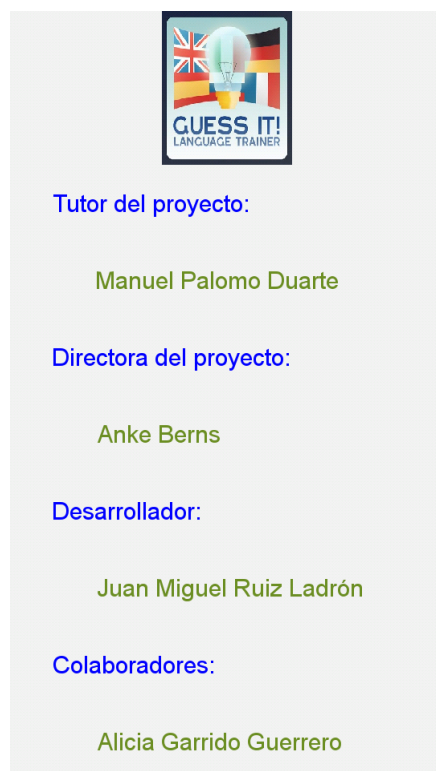 GUESS IT!
LANGUAGE TRAINER
Tutor del proyecto:
Manuel Palomo Duarte
Directora del proyecto:
Anke Berns
Desarrollador:
Juan Miguel Ruiz Ladrón
Colaboradores:
Alicia Garrido Guerrero